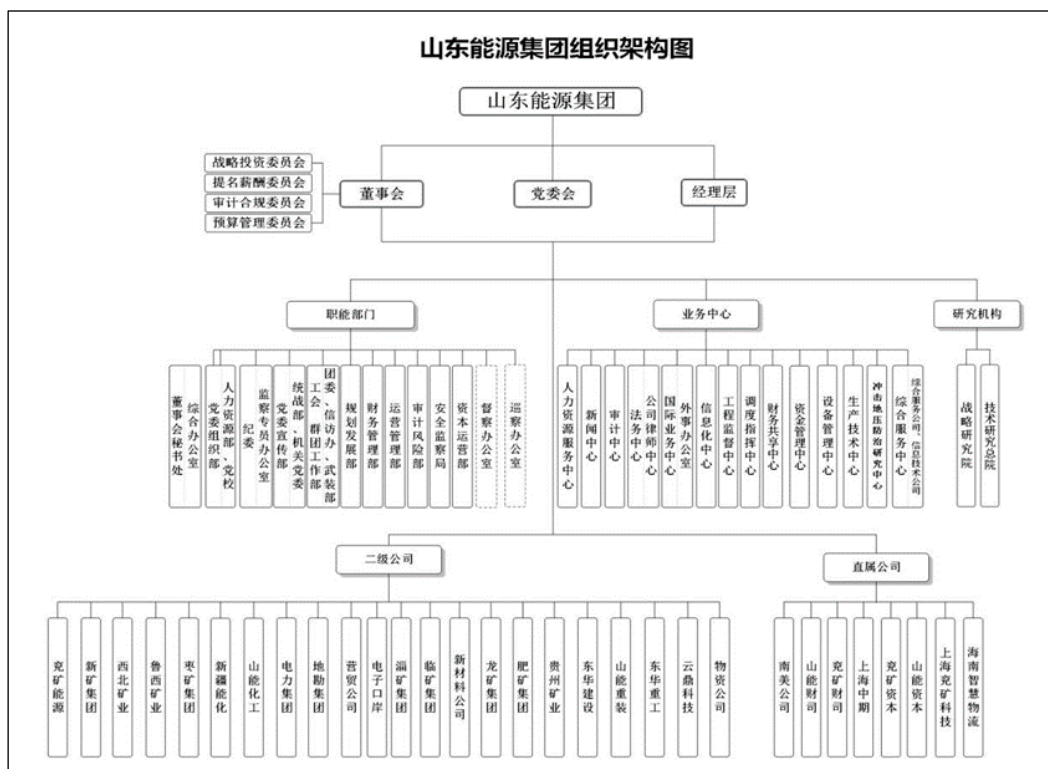 山东能源集团组织架构图
山东能源集团
战略投资委员会
提名薪酬委员会
审计合规委员会
预算管理委员会
董事会
党委会
经理层
职能部门
业务中心
研究机构
董事会秘书处
综合办公室
党委组织部
人力资源部、党校
纪委
监察专员办公室
党委宣传部
统战部、机关党委
工会、群团工作部
团委、信访办、武装部
规划发展部
财务管理部
运营管理部
审计风险部
安全监察局
资本运营部
督察办公室
巡察办公室
人力资源服务中心
新闻中心
审计中心
法务中心
公司律师中心
国际业务中心
外事办公室
信息化中心
工程监督中心
调度指挥中心
财务共享中心
资金管理中心
设备管理中心
生产技术中心
冲击地压防治研究中心
综合服务中心
综合服务公司、信息技术公司
战略研究院
技术研究总院
二级公司
直属公司
兖矿能源
新矿集团
西北矿业
鲁西矿业
枣矿集团
新疆能化
山能化工
电力集团
地勘集团
营贸公司
电子口岸
淄矿集团
临矿集团
新材料公司
龙矿集团
肥矿集团
贵州矿业
东华建设
山能重装
东华重工
云鼎科技
物资公司
南美公司
山能财司
兖矿财司
上海中期
兖矿资本
山能资本
上海兖矿科技
海南智慧物流